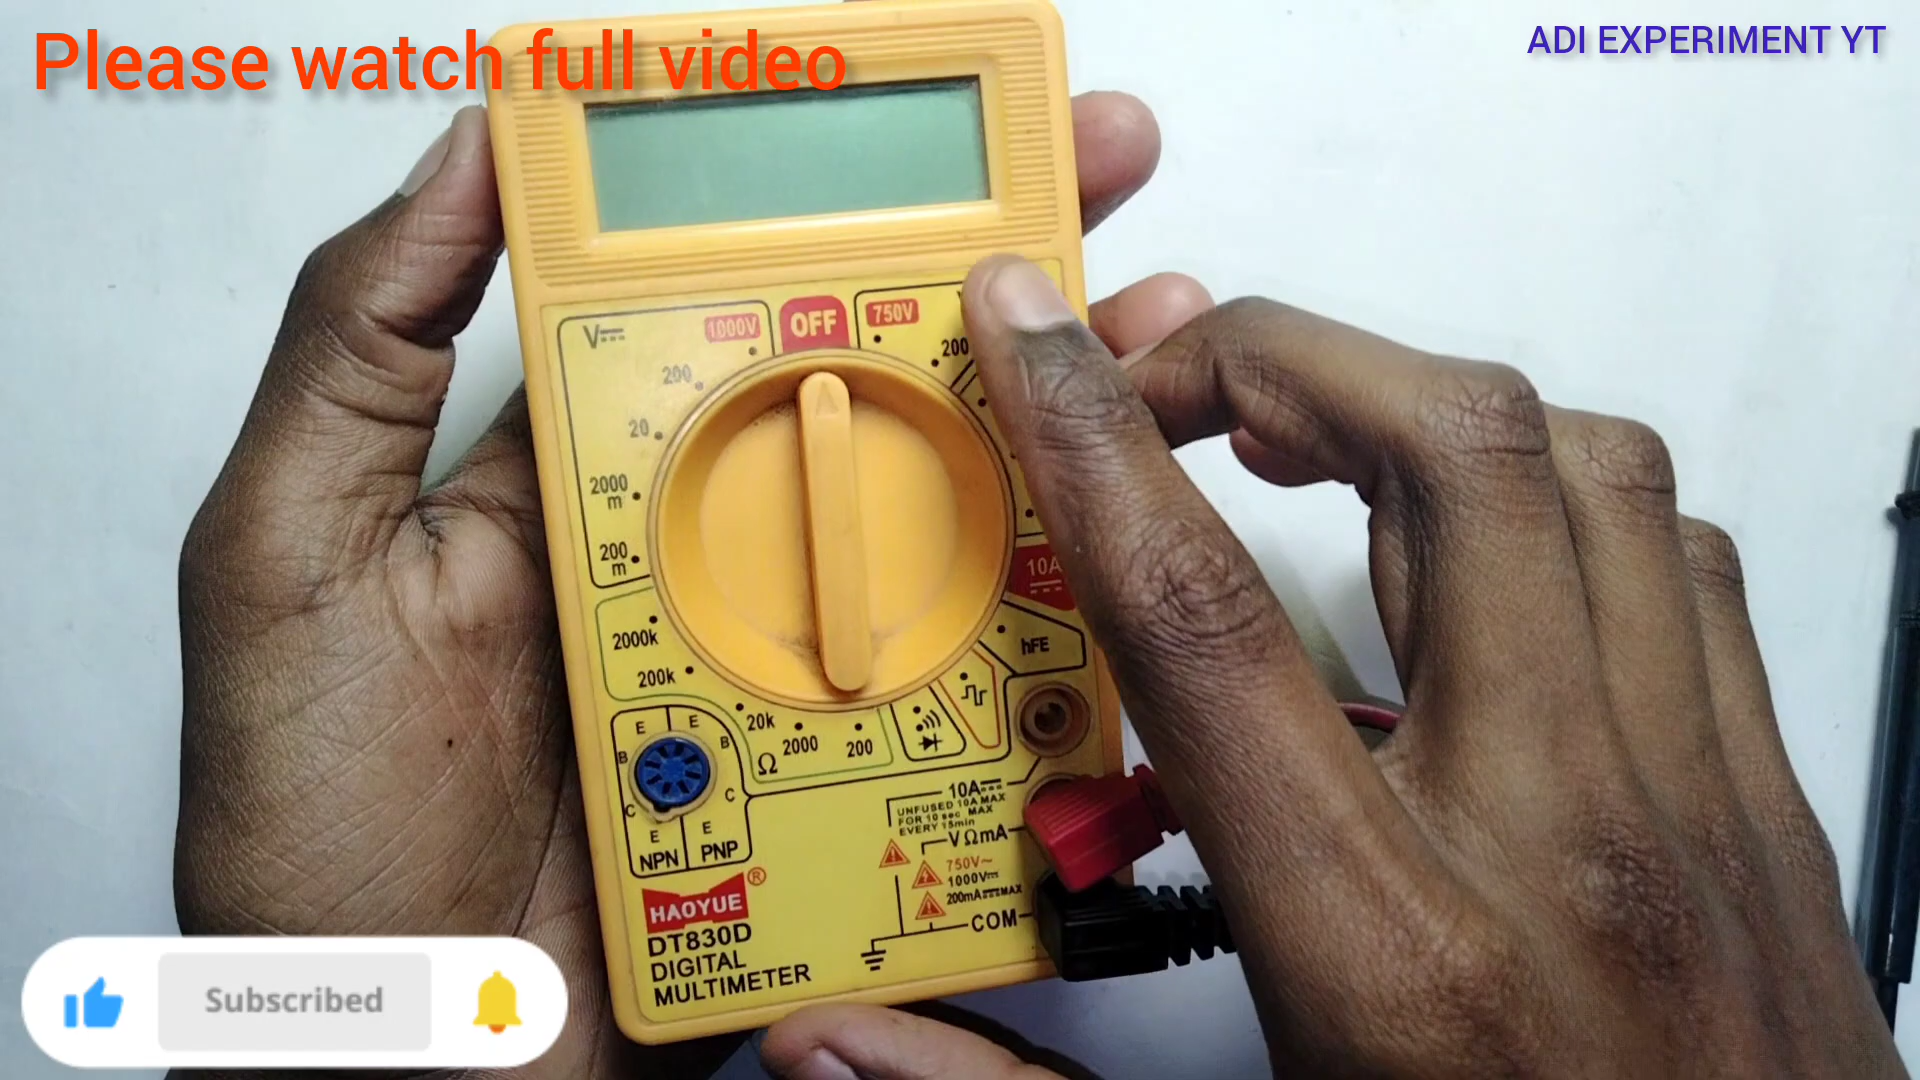 Please watch full video
ADI EXPERIMENT YT
V
1000V
OFF
750V
200
200
20
2000
m
200
m
10A
hFE
2000k
200k
20k
2000
200
Ω
E
E
B
B
C
C
E
E
NPN
PNP
10A
UNFUSED 10A MAX
FOR 10 sec MAX
EVERY 15min
VΩmA
750V~
1000V
200mA MAX
COM
HAOYUE®
DT830D
DIGITAL
MULTIMETER
Subscribed